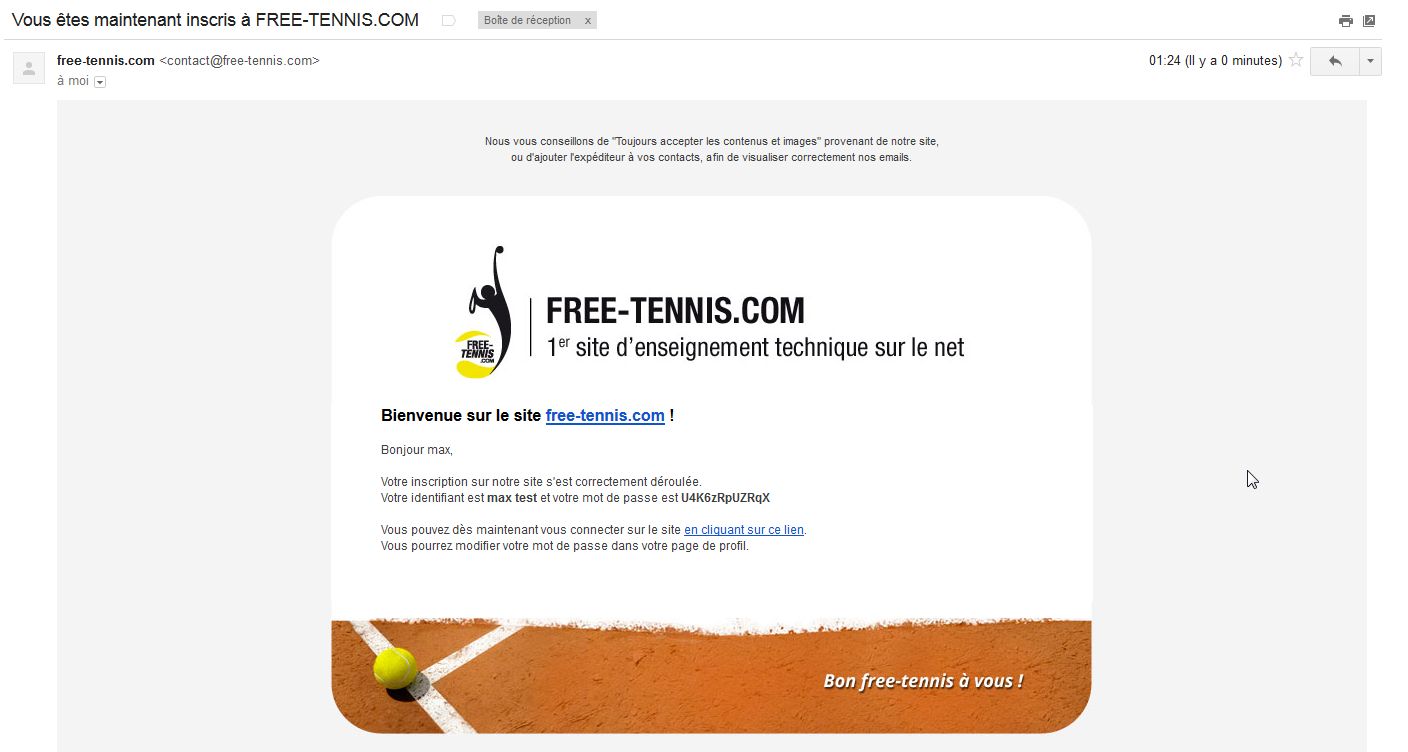 Vous êtes maintenant inscris à FREE-TENNIS.COM
Boîte de réception x
free-tennis.com <contact@free-tennis.com>
01:24 (Il y a 0 minutes)
à moi
Nous vous conseillons de "Toujours accepter les contenus et images" provenant de notre site,
ou d'ajouter l'expéditeur à vos contacts, afin de visualiser correctement nos emails.
FREE-
TENNIS
.COM
FREE-TENNIS.COM
1er site d'enseignement technique sur le net
Bienvenue sur le site free-tennis.com !
Bonjour max,
Votre inscription sur notre site s'est correctement déroulée.
Votre identifiant est max test et votre mot de passe est U4K6zRpUZRqX
Vous pouvez dès maintenant vous connecter sur le site en cliquant sur ce lien.
Vous pourrez modifier votre mot de passe dans votre page de profil.
Bon free-tennis à vous !